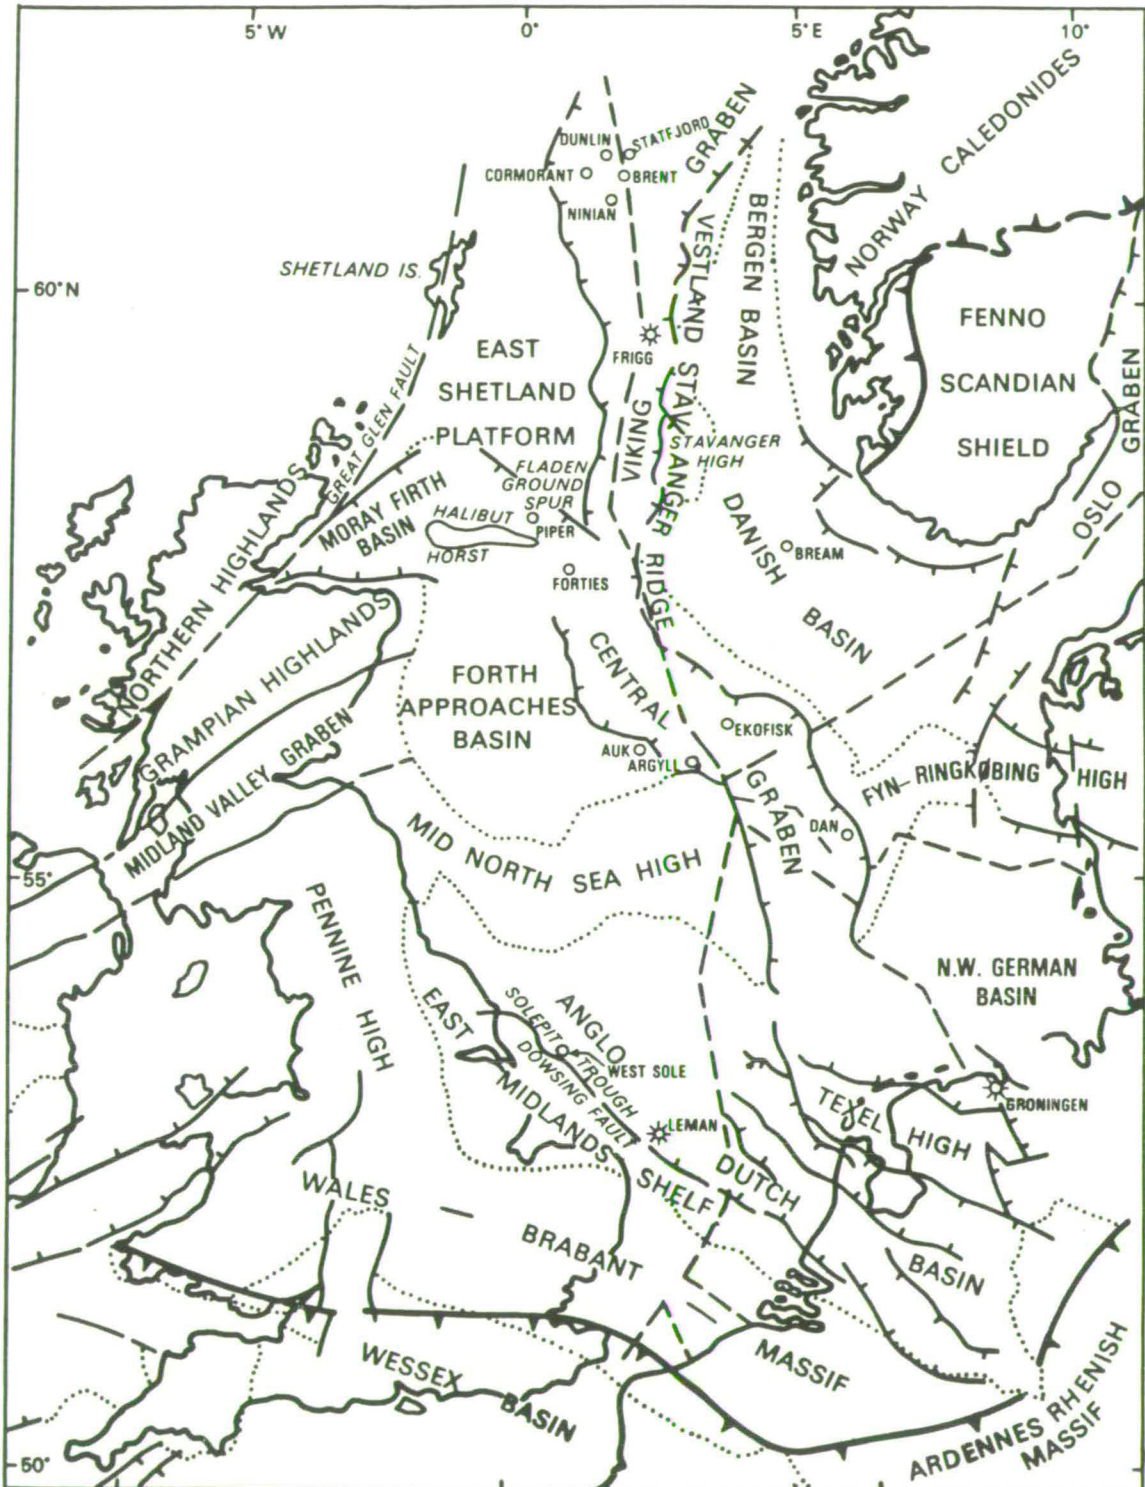 5°W
0°
5°E
10°
DUNLIN
STATFJORD
CORMORANT
BRENT
NINIAN
GRABEN
NORWAY CALEDONIDES
SHETLAND IS.
60°N
VESTLAND
BERGEN BASIN
FENNO
SCANDIAN
SHIELD
EAST
SHETLAND
PLATFORM
FRIGG
VIKING
STAVANGER
HIGH
STAVANGER RIDGE
GREAT GLEN FAULT
FLADEN
GROUND
SPUR
MORAY FIRTH
BASIN
HALIBUT
HORST
PIPER
FORTIES
DANISH
BASIN
BREAM
OSLO
GRABEN
NORTHERN HIGHLANDS
GRAMPIAN HIGHLANDS
MIDLAND VALLEY GRABEN
FORTH
APPROACHES
BASIN
CENTRAL
GRABEN
EKOFISK
AUK
ARGYLL
DAN
FYN-RINGKØBING HIGH
MID NORTH SEA HIGH
55°
PENNINE HIGH
N.W. GERMAN
BASIN
EAST
MIDLANDS
SHELF
SOLEPIT TROUGH
DOWSING FAULT
ANGLO
DUTCH
BASIN
WEST SOLE
LEMAN
TEXEL
HIGH
GRONINGEN
WALES
BRABANT
MASSIF
WESSEX
BASIN
ARDENNES RHENISH
MASSIF
50°